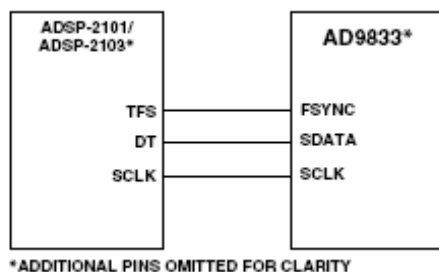 ADSP-2101/
ADSP-2103*
AD9833*
TFS
FSYNC
DT
SDATA
SCLK
SCLK
*ADDITIONAL PINS OMITTED FOR CLARITY